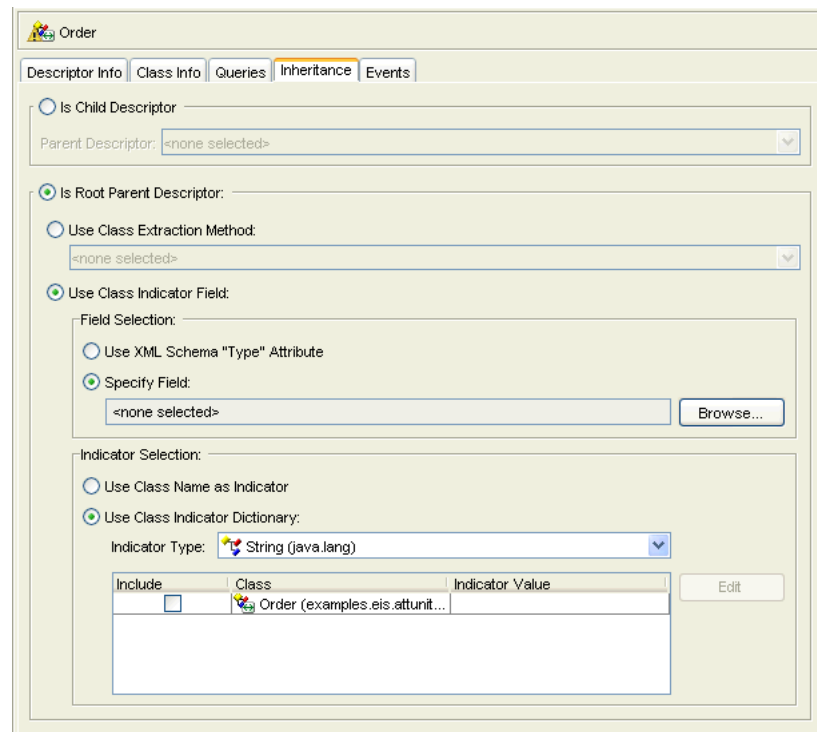 Order
Descriptor Info Class Info Queries Inheritance Events
Is Child Descriptor
Parent Descriptor: <none selected>
Is Root Parent Descriptor:
Use Class Extraction Method:
<none selected>
Use Class Indicator Field:
Field Selection:
Use XML Schema "Type" Attribute
Specify Field:
<none selected> Browse...
Indicator Selection:
Use Class Name as Indicator
Use Class Indicator Dictionary:
Indicator Type: String (java.lang)
Include Class Indicator Value Edit
Order (examples.eis.attunit...